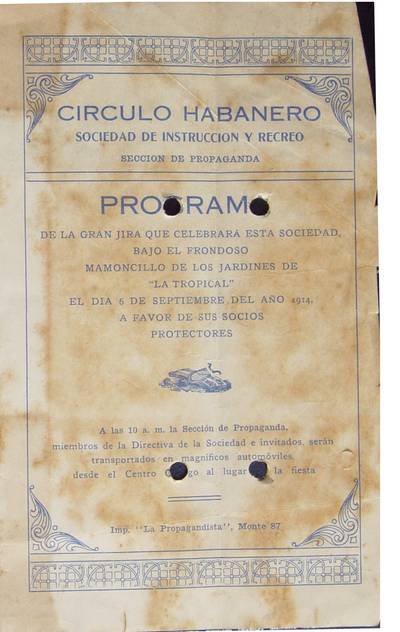 CIRCULO HABANERO
SOCIEDAD DE INSTRUCCION Y RECREO
SECCION DE PROPAGANDA
DE LA GRAN JIRA QUE CELEBRARA ESTA SOCIEDAD,
BAJO EL FRONDOSO
MAMONCILLO DE LOS JARDINES DE
"LA TROPICAL"
EL DIA 6 DE SEPTIEMBRE DEL AÑO 1914,
A FAVOR DE SUS SOCIOS
PROTECTORES
A las 10 a. m. la Sección de Propaganda,
miembros de la Directiva de la Sociedad e invitados, serán
transportados en magníficos automóviles,
desde el Centro al lugar la fiesta
Imp. "La Propagandista", Monte 87